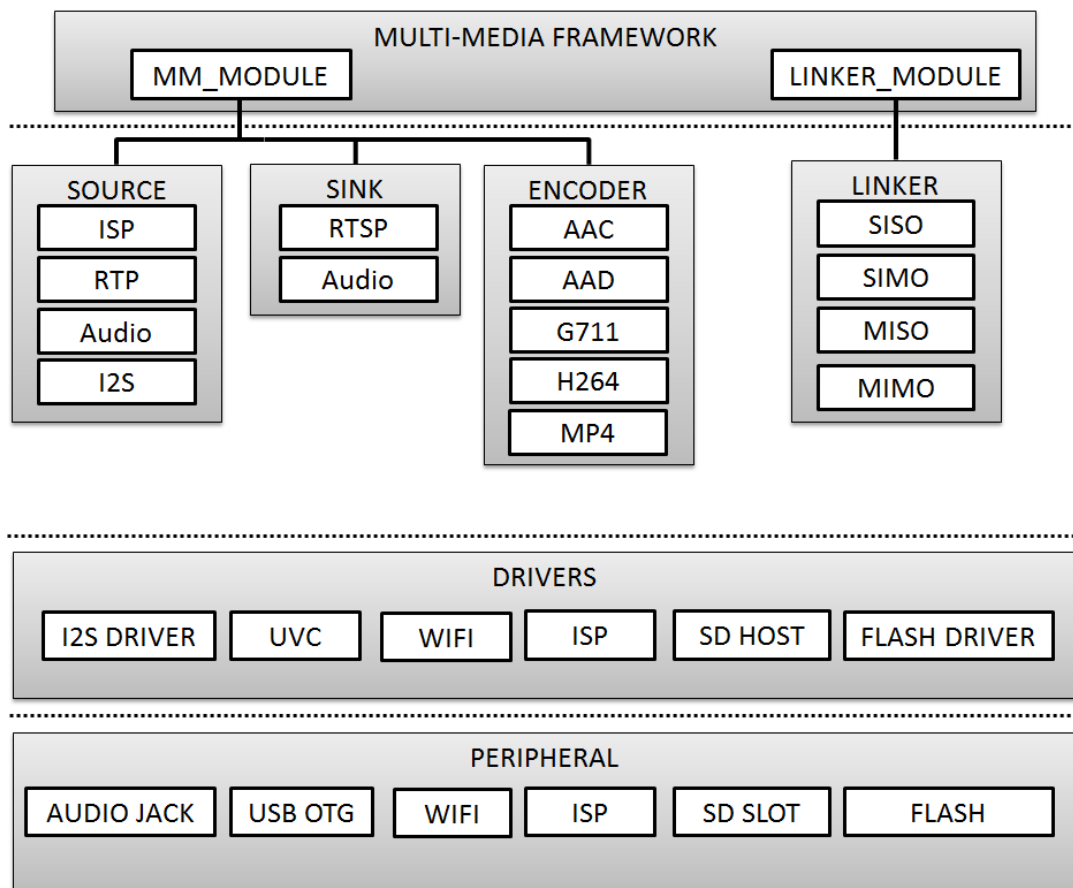 MULTI-MEDIA FRAMEWORK
MM_MODULE
LINKER_MODULE
SOURCE
ISP
RTP
Audio
I2S
SINK
RTSP
Audio
ENCODER
AAC
AAD
G711
H264
MP4
LINKER
SISO
SIMO
MISO
MIMO
DRIVERS
I2S DRIVER
UVC
WIFI
ISP
SD HOST
FLASH DRIVER
PERIPHERAL
AUDIO JACK
USB OTG
WIFI
ISP
SD SLOT
FLASH